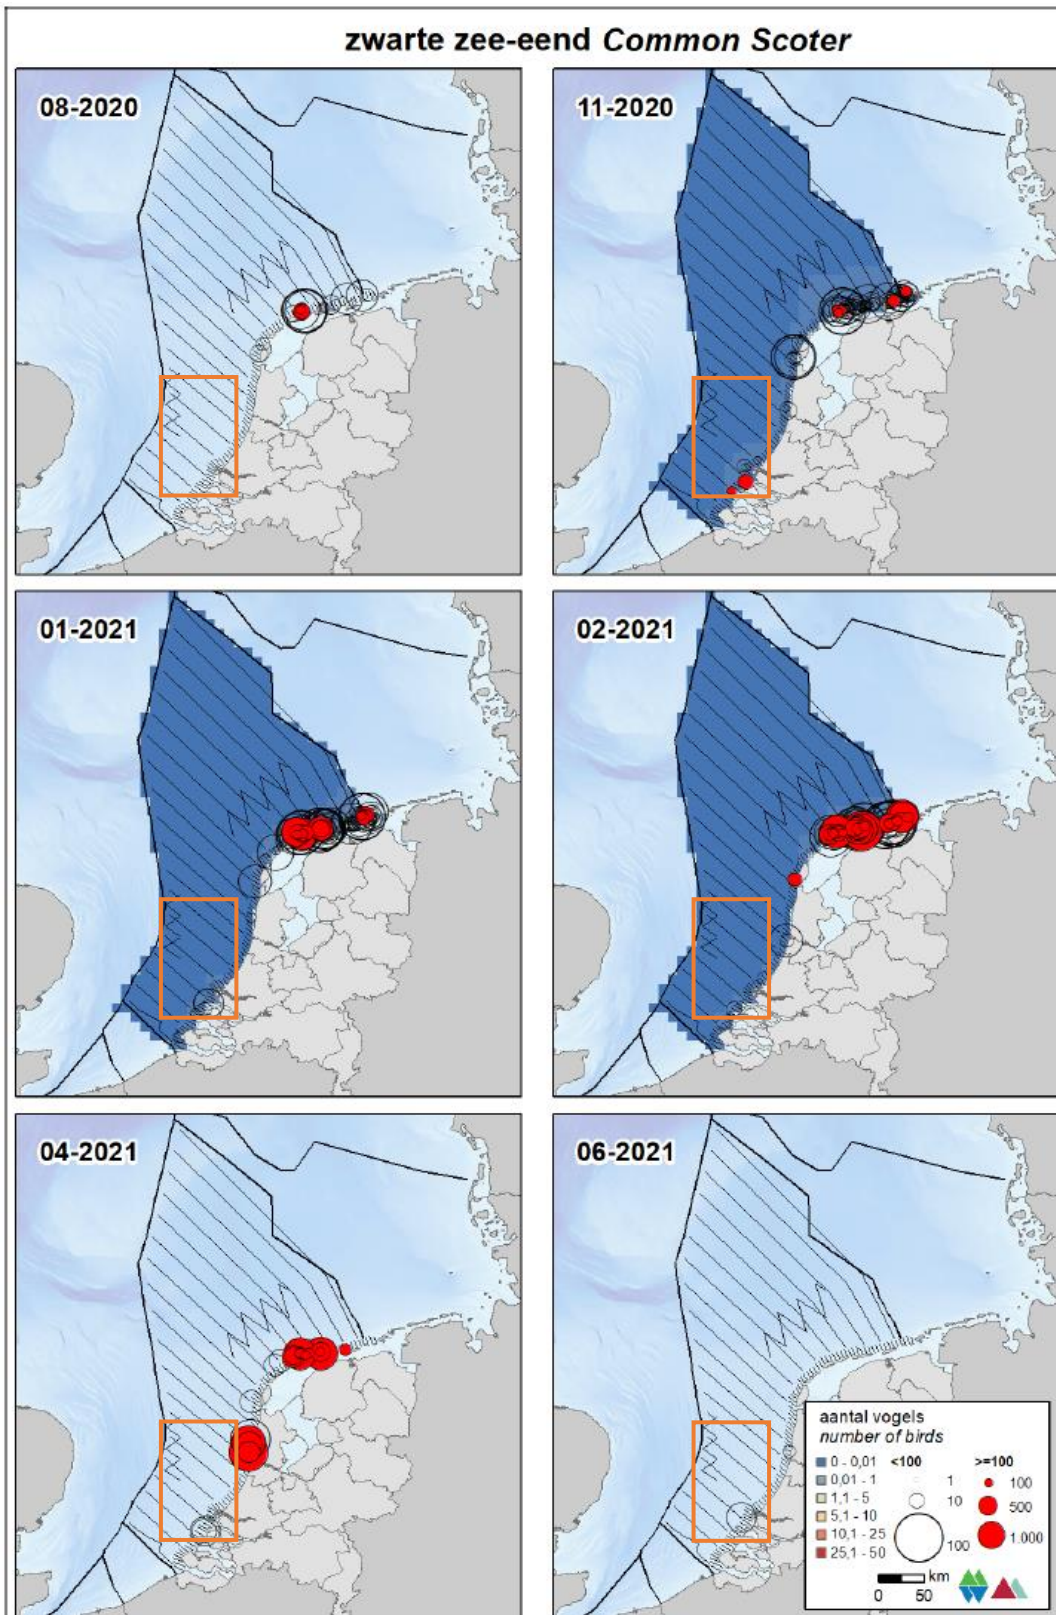 zwarte zee-eend Common Scoter
08-2020
11-2020
01-2021
02-2021
04-2021
06-2021
aantal vogels
number of birds
0 - 0,01 <100 >=100
0,01 - 1 1 100
1,1 - 5 10 500
5,1 - 10
10,1 - 25 1.000
25,1 - 50 100
km
0 50